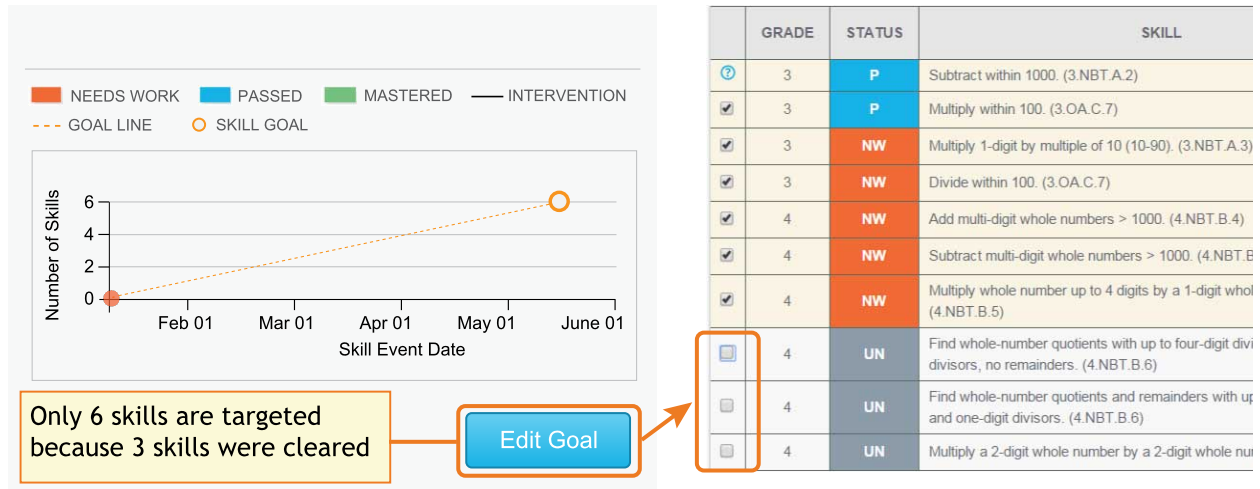 NEEDS WORK PASSED MASTERED INTERVENTION
GOAL LINE SKILL GOAL
Number of Skills
6
4
2
0
Feb 01 Mar 01 Apr 01 May 01 June 01
Skill Event Date
Only 6 skills are targeted
because 3 skills were cleared
Edit Goal
GRADE STATUS SKILL
? 3 P Subtract within 1000. (3.NBT.A.2)
3 P Multiply within 100. (3.OA.C.7)
3 NW Multiply 1-digit by multiple of 10 (10-90). (3.NBT.A.3)
3 NW Divide within 100. (3.OA.C.7)
4 NW Add multi-digit whole numbers > 1000. (4.NBT.B.4)
4 NW Subtract multi-digit whole numbers > 1000. (4.NBT.B
4 NW Multiply whole number up to 4 digits by a 1-digit
(4.NBT.B.5)
4 UN Find whole-number quotients with up to four-digit
divisors, no remainders. (4.NBT.B.6)
4 UN Find whole-number quotients and remainders with
and one-digit divisors. (4.NBT.B.6)
4 UN Multiply a 2-digit whole number by a 2-digit whole